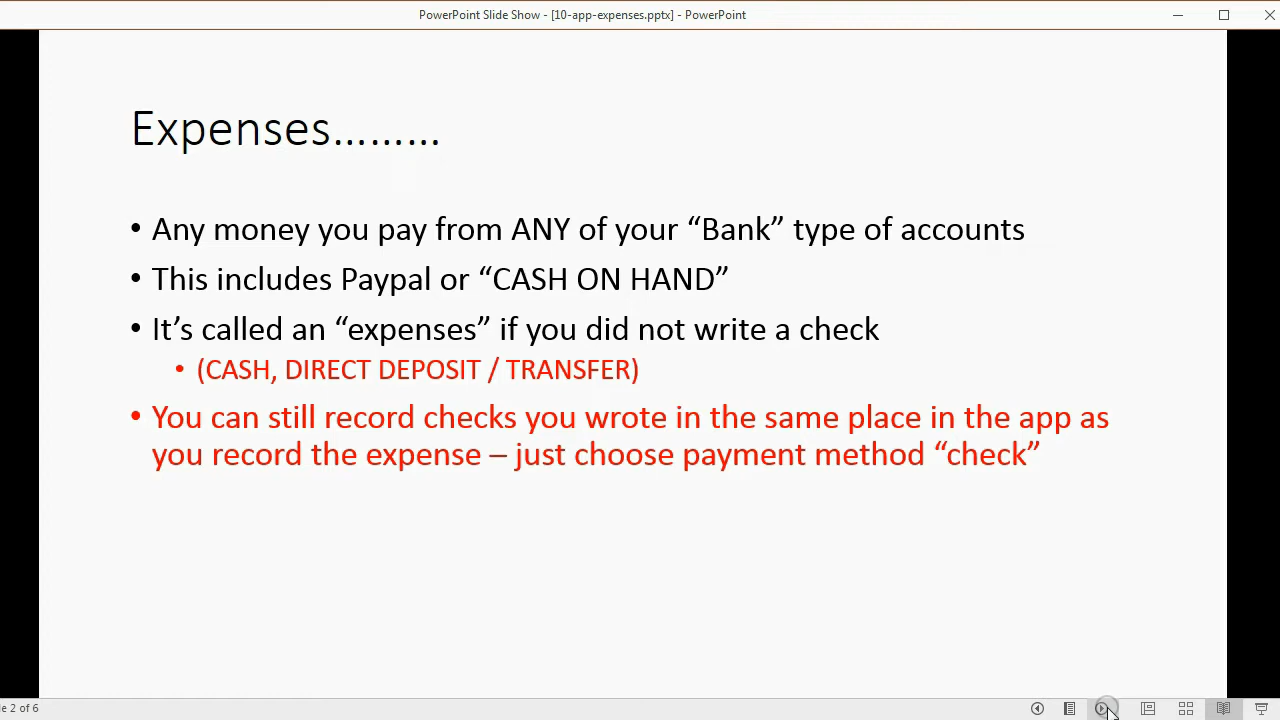 PowerPoint Slide Show - [10-app-expenses.pptx] - PowerPoint
Expenses………
• Any money you pay from ANY of your “Bank” type of accounts
• This includes Paypal or “CASH ON HAND”
• It’s called an “expenses” if you did not write a check
• (CASH, DIRECT DEPOSIT / TRANSFER)
• You can still record checks you wrote in the same place in the app as
you record the expense – just choose payment method “check”
de 2 of 6